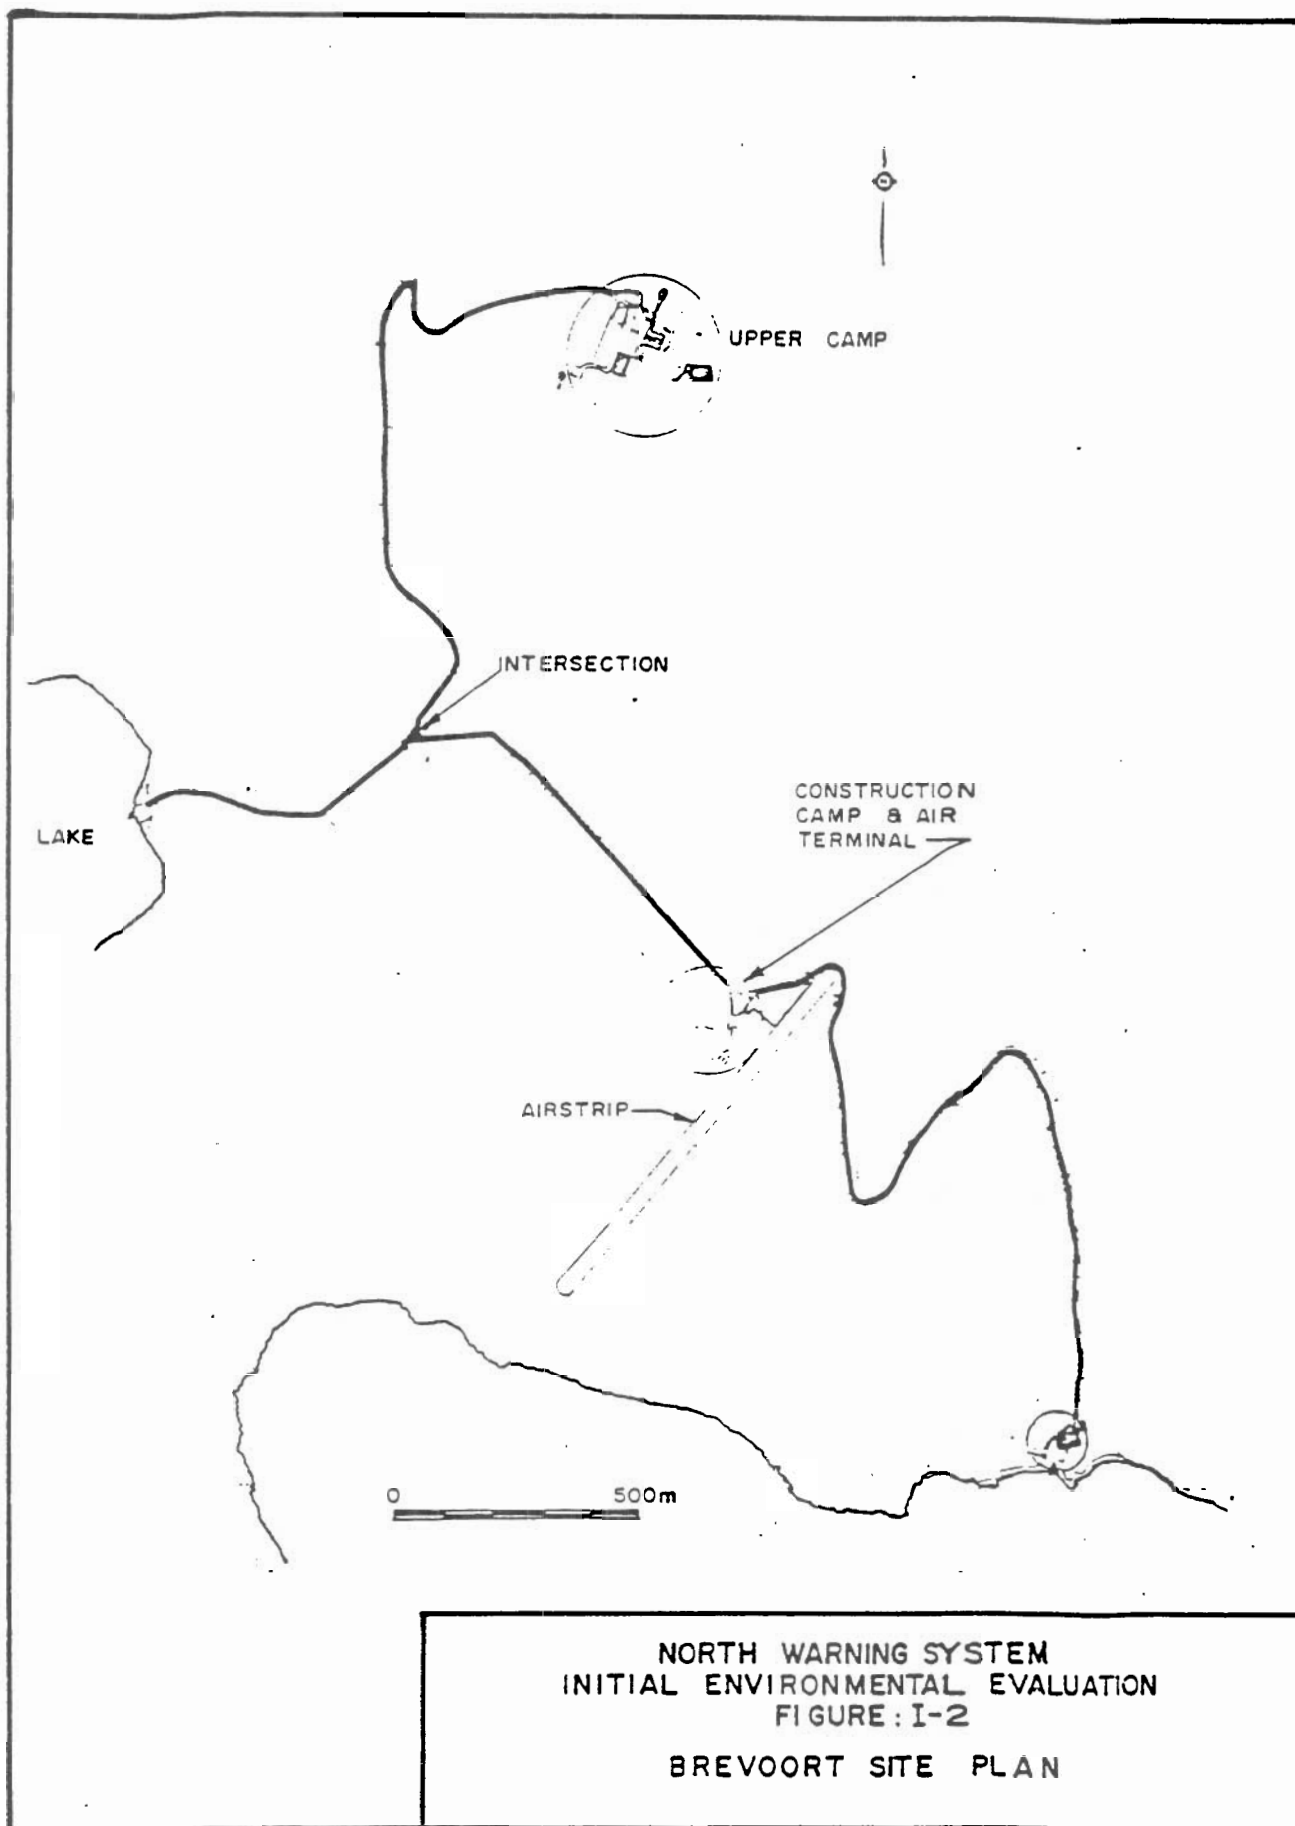 UPPER CAMP
INTERSECTION
CONSTRUCTION
CAMP & AIR
TERMINAL
LAKE
AIRSTRIP
0 500m
NORTH WARNING SYSTEM
INITIAL ENVIRONMENTAL EVALUATION
FIGURE: I-2
BREVOORT SITE PLAN